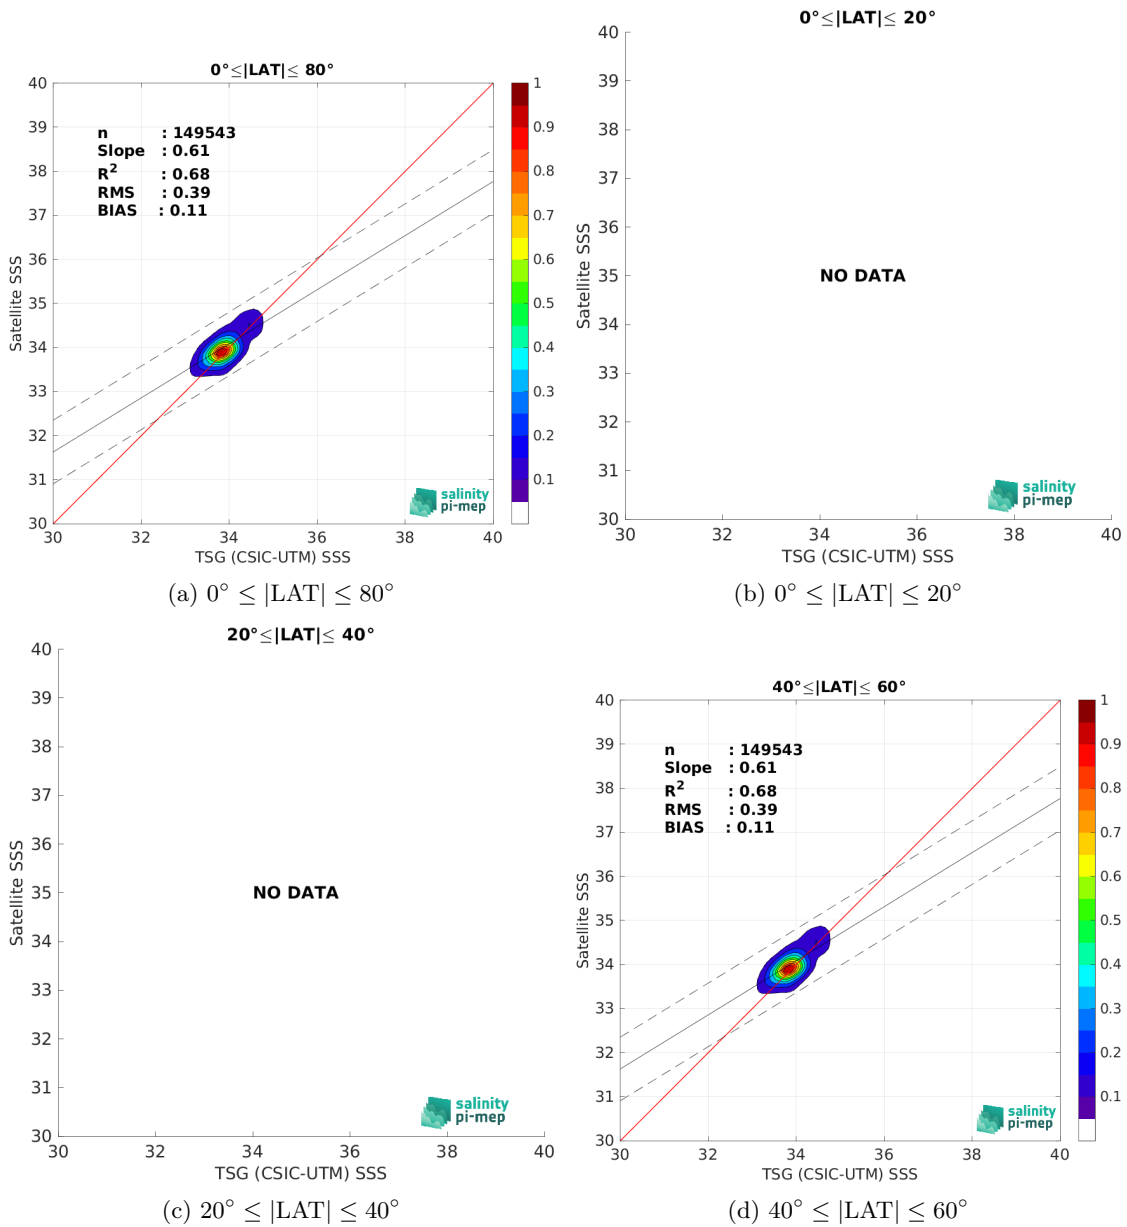 0°≤|LAT|≤ 80°
40
39
38
37
36
35
34
33
32
31
30
Satellite SSS
n : 149543
Slope : 0.61
R² : 0.68
RMS : 0.39
BIAS : 0.11
salinity
pi-mep
30 32 34 36 38 40
TSG (CSIC-UTM) SSS
1
0.9
0.8
0.7
0.6
0.5
0.4
0.3
0.2
0.1
(a) 0° ≤ |LAT| ≤ 80°
0°≤|LAT|≤ 20°
40
39
38
37
36
35
34
33
32
31
30
Satellite SSS
NO DATA
salinity
pi-mep
30 32 34 36 38 40
TSG (CSIC-UTM) SSS
(b) 0° ≤ |LAT| ≤ 20°
20°≤|LAT|≤ 40°
40
39
38
37
36
35
34
33
32
31
30
Satellite SSS
NO DATA
salinity
pi-mep
30 32 34 36 38 40
TSG (CSIC-UTM) SSS
(c) 20° ≤ |LAT| ≤ 40°
40°≤|LAT|≤ 60°
40
39
38
37
36
35
34
33
32
31
30
Satellite SSS
n : 149543
Slope : 0.61
R² : 0.68
RMS : 0.39
BIAS : 0.11
salinity
pi-mep
30 32 34 36 38 40
TSG (CSIC-UTM) SSS
1
0.9
0.8
0.7
0.6
0.5
0.4
0.3
0.2
0.1
(d) 40° ≤ |LAT| ≤ 60°